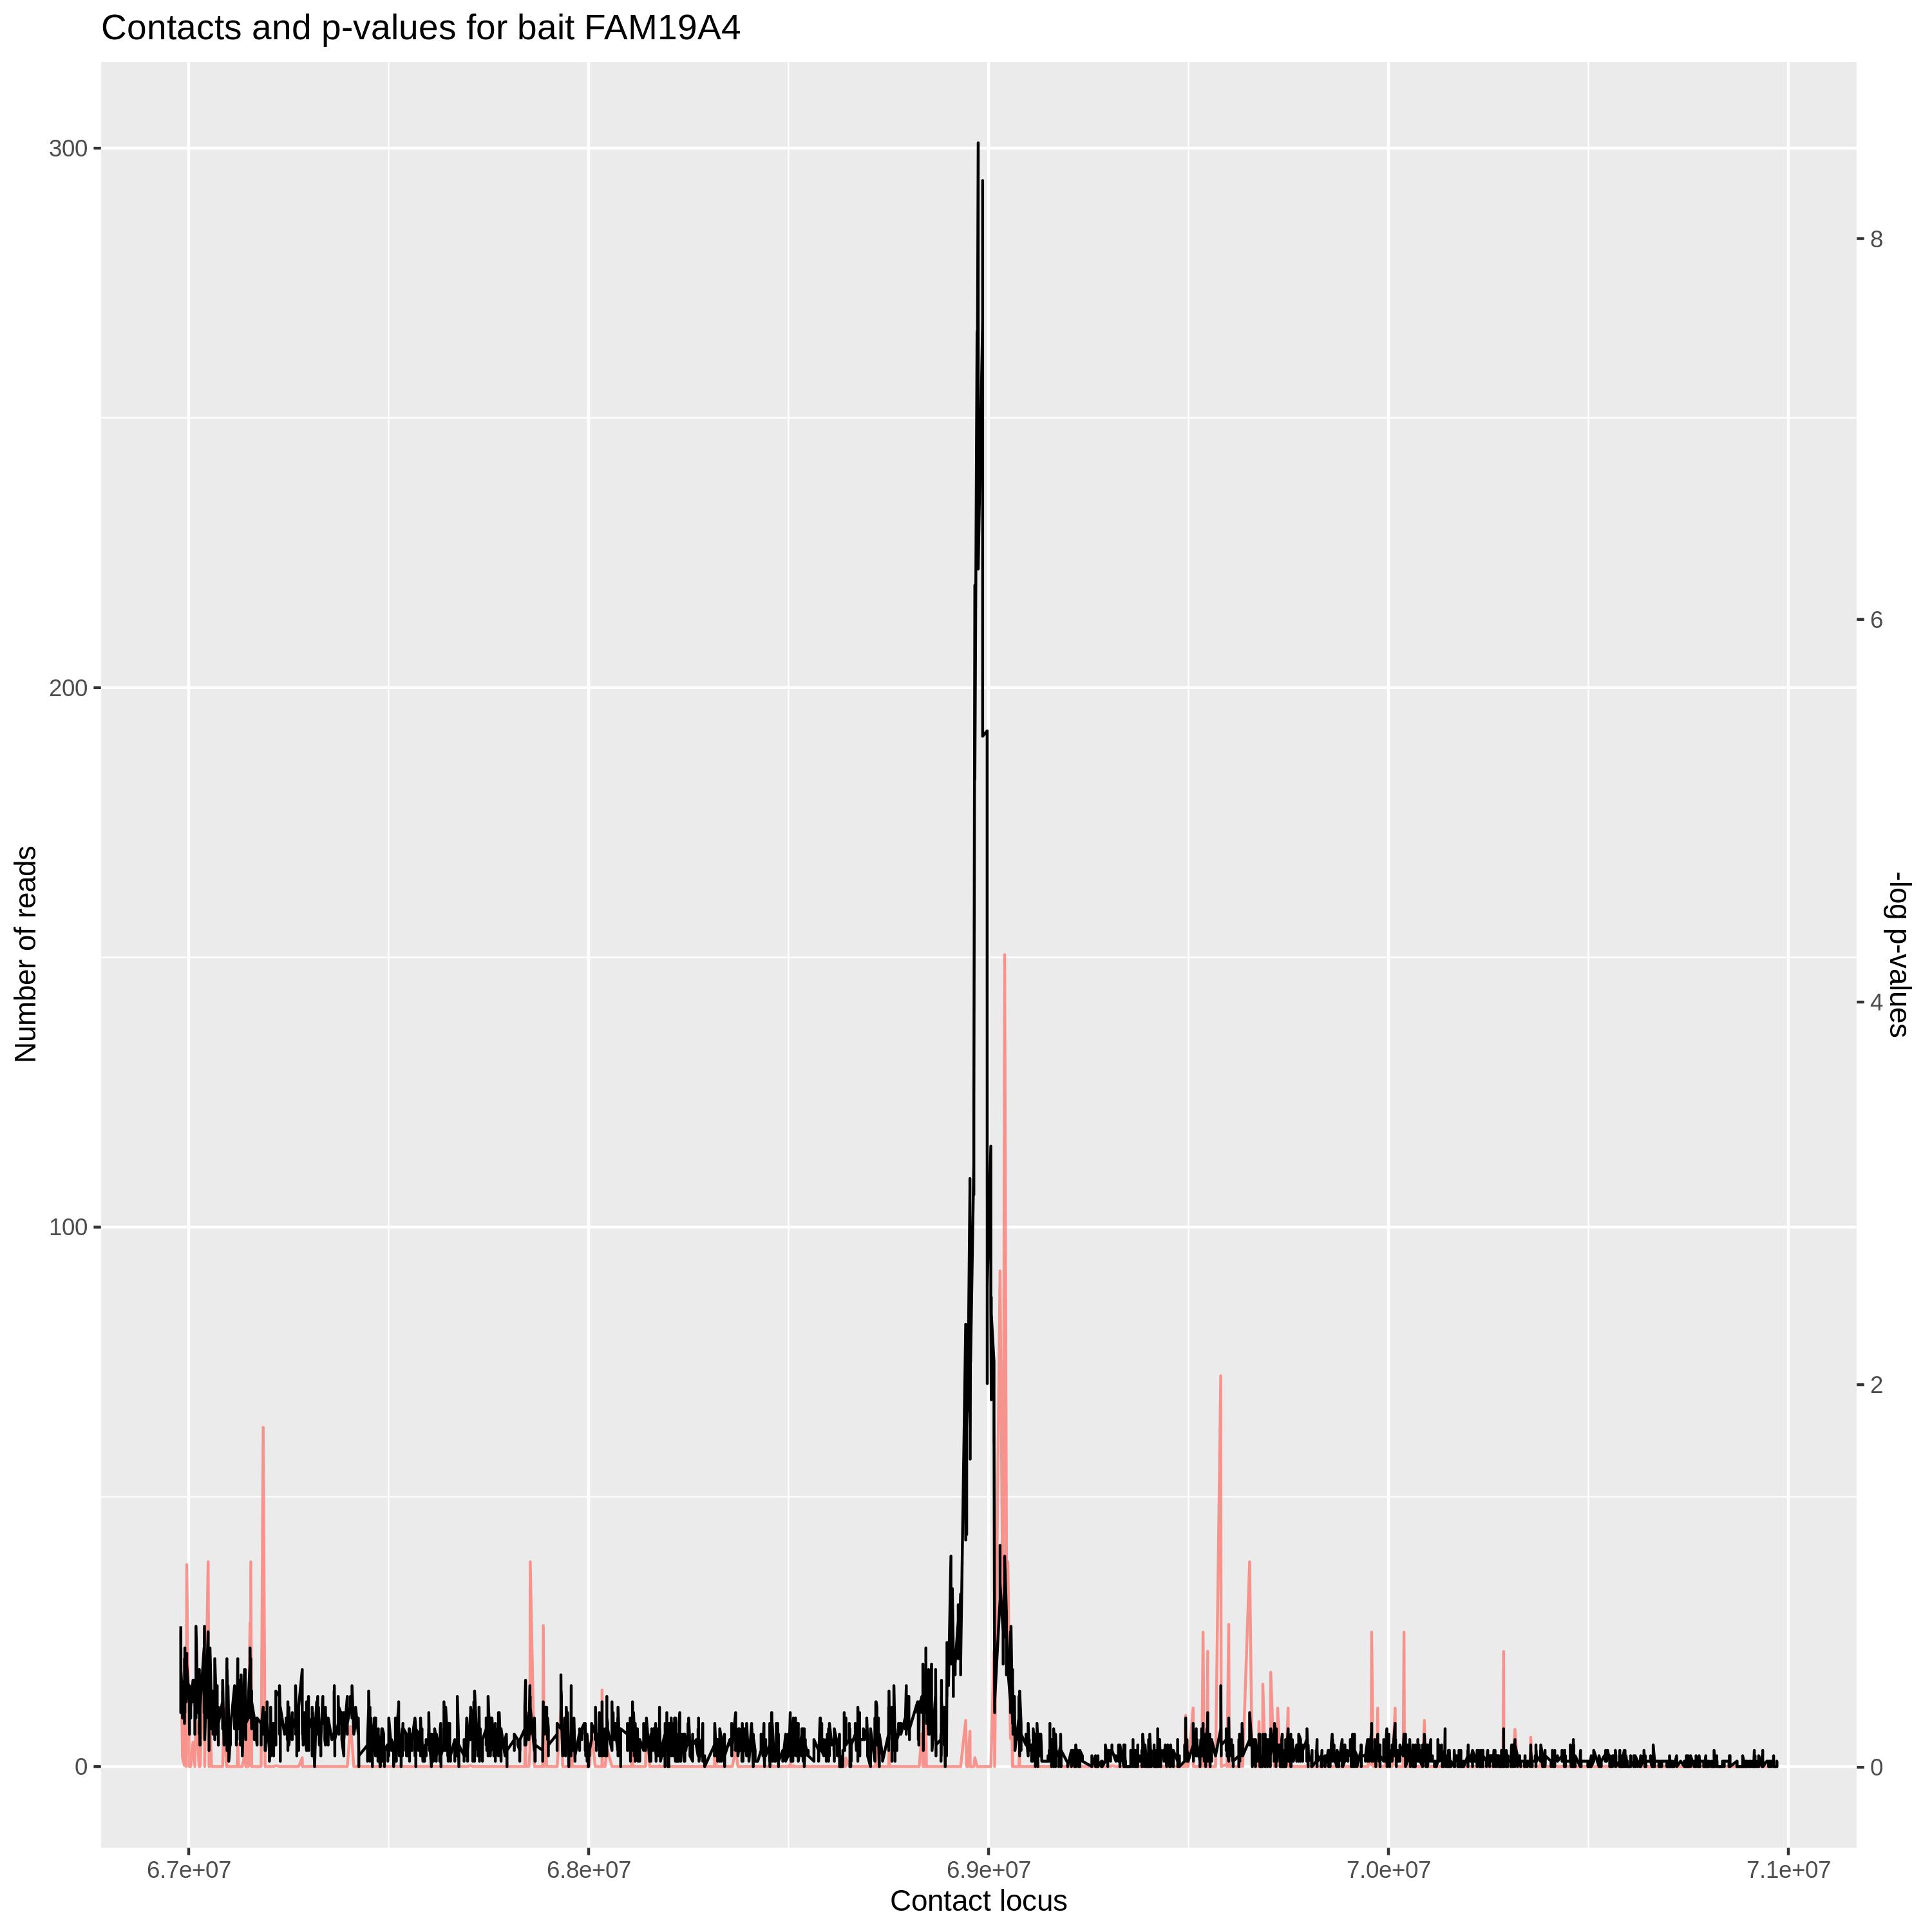 Contacts and p-values for bait FAM19A4
300
200
100
0
Number of reads
8
6
4
2
0
-log p-values
6.7e+07 6.8e+07 6.9e+07 7.0e+07 7.1e+07
Contact locus